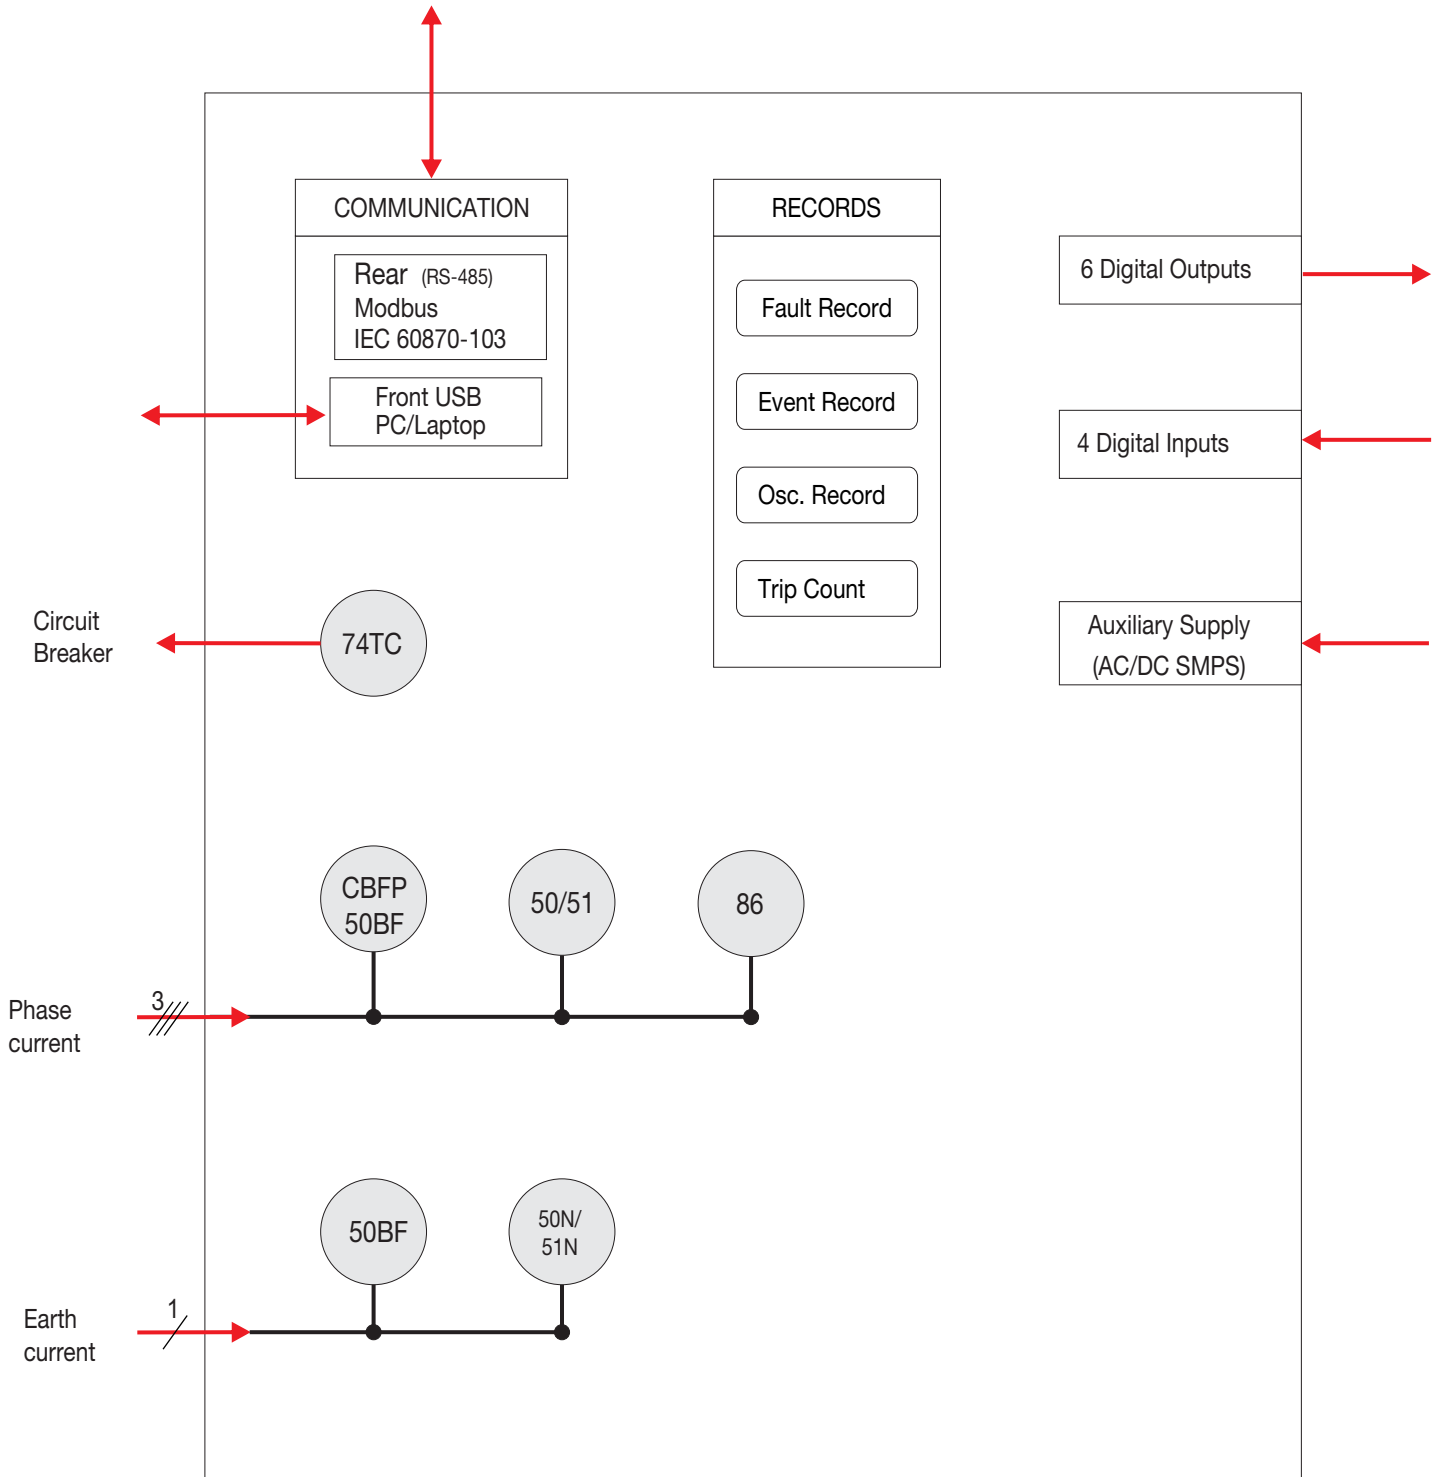 COMMUNICATION
Rear (RS-485)
Modbus
IEC 60870-103
Front USB
PC/Laptop
RECORDS
Fault Record
Event Record
Osc. Record
Trip Count
6 Digital Outputs
4 Digital Inputs
Auxiliary Supply
(AC/DC SMPS)
Circuit
Breaker
74TC
CBFP
50BF
50/51
86
Phase
current
3
50BF
50N/
51N
Earth
current
1